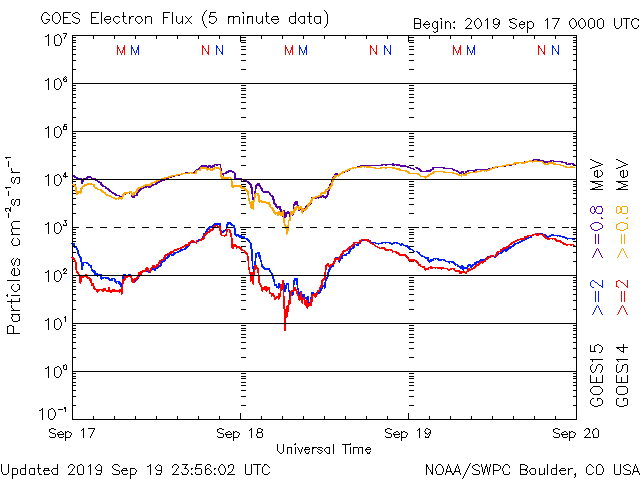 GOES Electron Flux (5 minute data)
Begin: 2019 Sep 17 0000 UTC
M M N N M M N N M M N N
10⁷
10⁶
10⁵
10⁴
10³
10²
10¹
10⁰
10⁻¹
Particles cm⁻²s⁻¹sr⁻¹
Sep 17 Sep 18 Sep 19 Sep 20
Universal Time
GOES15 >=2 >=0.8 MeV
GOES14 >=2 >=0.8 MeV
Updated 2019 Sep 19 23:56:02 UTC
NOAA/SWPC Boulder, CO USA